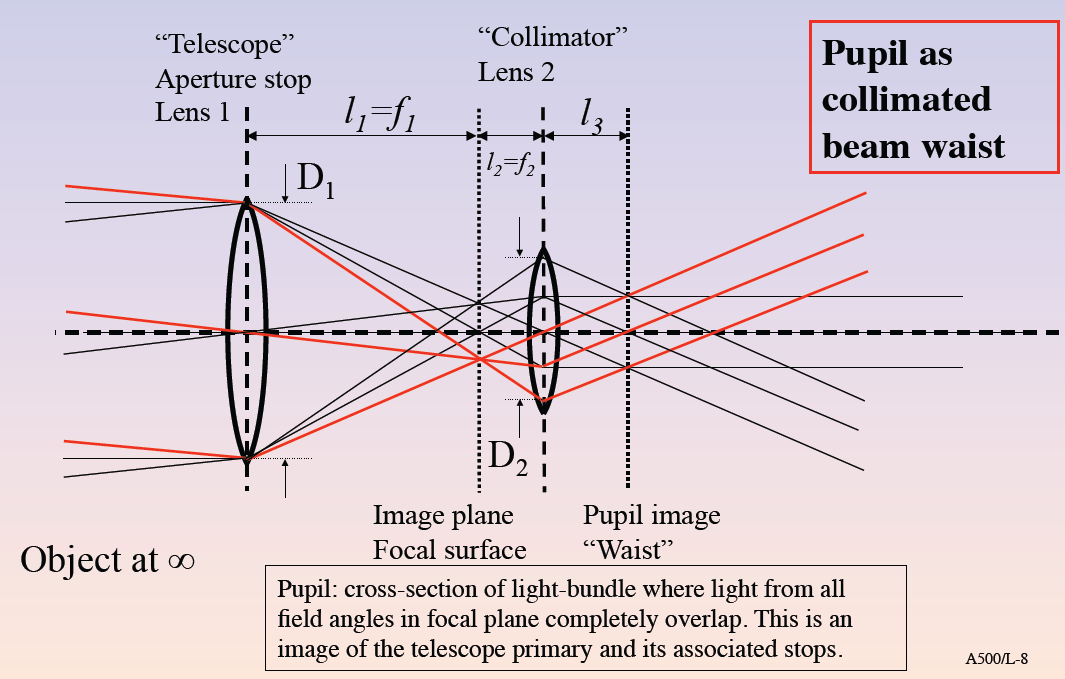 “Telescope”
Aperture stop
Lens 1
“Collimator”
Lens 2
Pupil as
collimated
beam waist
l₁=f₁
l₃
l₂=f₂
D₁
D₂
Image plane
Focal surface
Pupil image
“Waist”
Object at ∞
Pupil: cross-section of light-bundle where light from all
field angles in focal plane completely overlap. This is an
image of the telescope primary and its associated stops.
A500/L-8